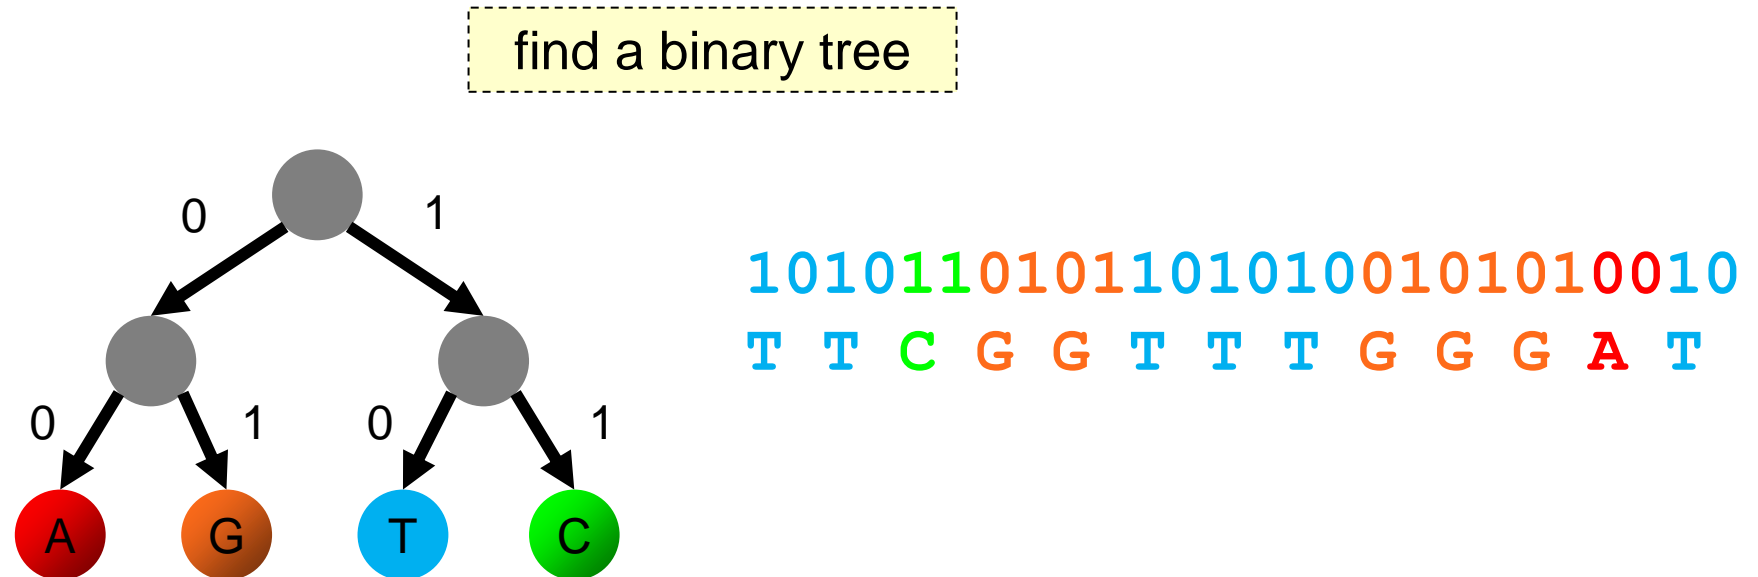 find a binary tree
0 1
10101101011010100101010010
T T C G G T T T G G G A T
0 1 0 1
A G T C